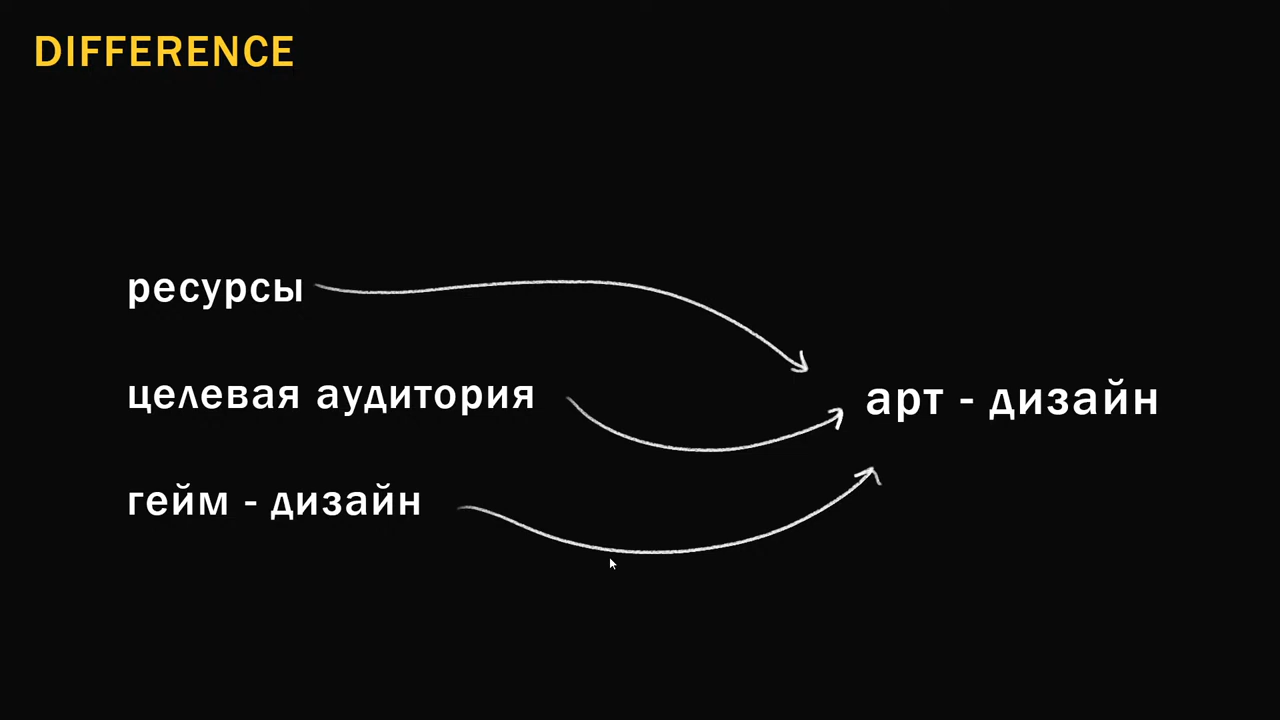 DIFFERENCE
ресурсы
целевая аудитория
арт - дизайн
гейм - дизайн